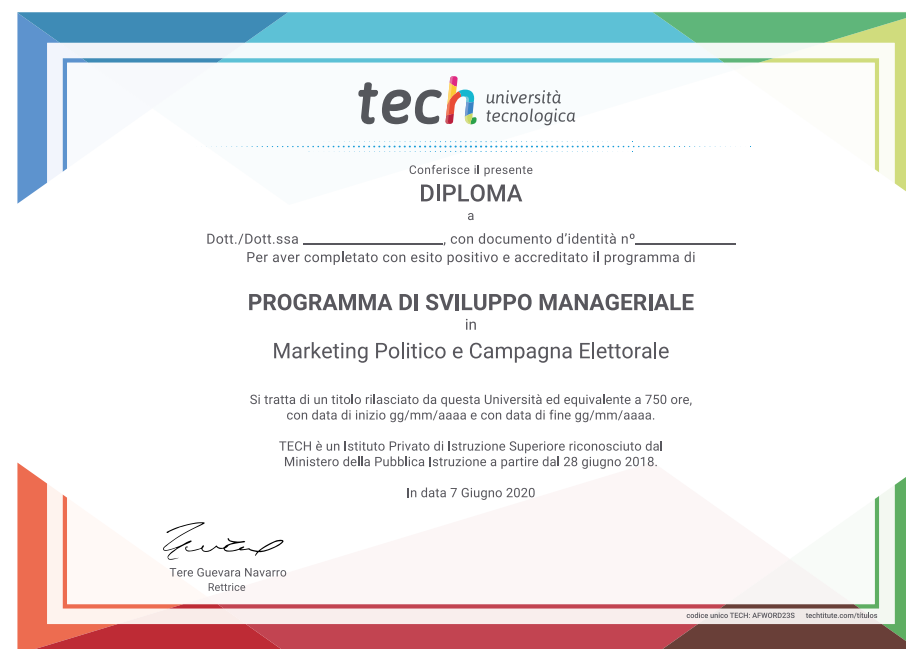 tech università
tecnologica
Conferisce il presente
DIPLOMA
a
Dott./Dott.ssa ____________________, con documento d'identità nº______________
Per aver completato con esito positivo e accreditato il programma di
PROGRAMMA DI SVILUPPO MANAGERIALE
in
Marketing Politico e Campagna Elettorale
Si tratta di un titolo rilasciato da questa Università ed equivalente a 750 ore,
con data di inizio gg/mm/aaaa e con data di fine gg/mm/aaaa.
TECH è un Istituto Privato di Istruzione Superiore riconosciuto dal
Ministero della Pubblica Istruzione a partire dal 28 giugno 2018.
In data 7 Giugno 2020
Tere Guevara Navarro
Rettrice
codice unico TECH: AFWORD23S techtitute.com/titulos